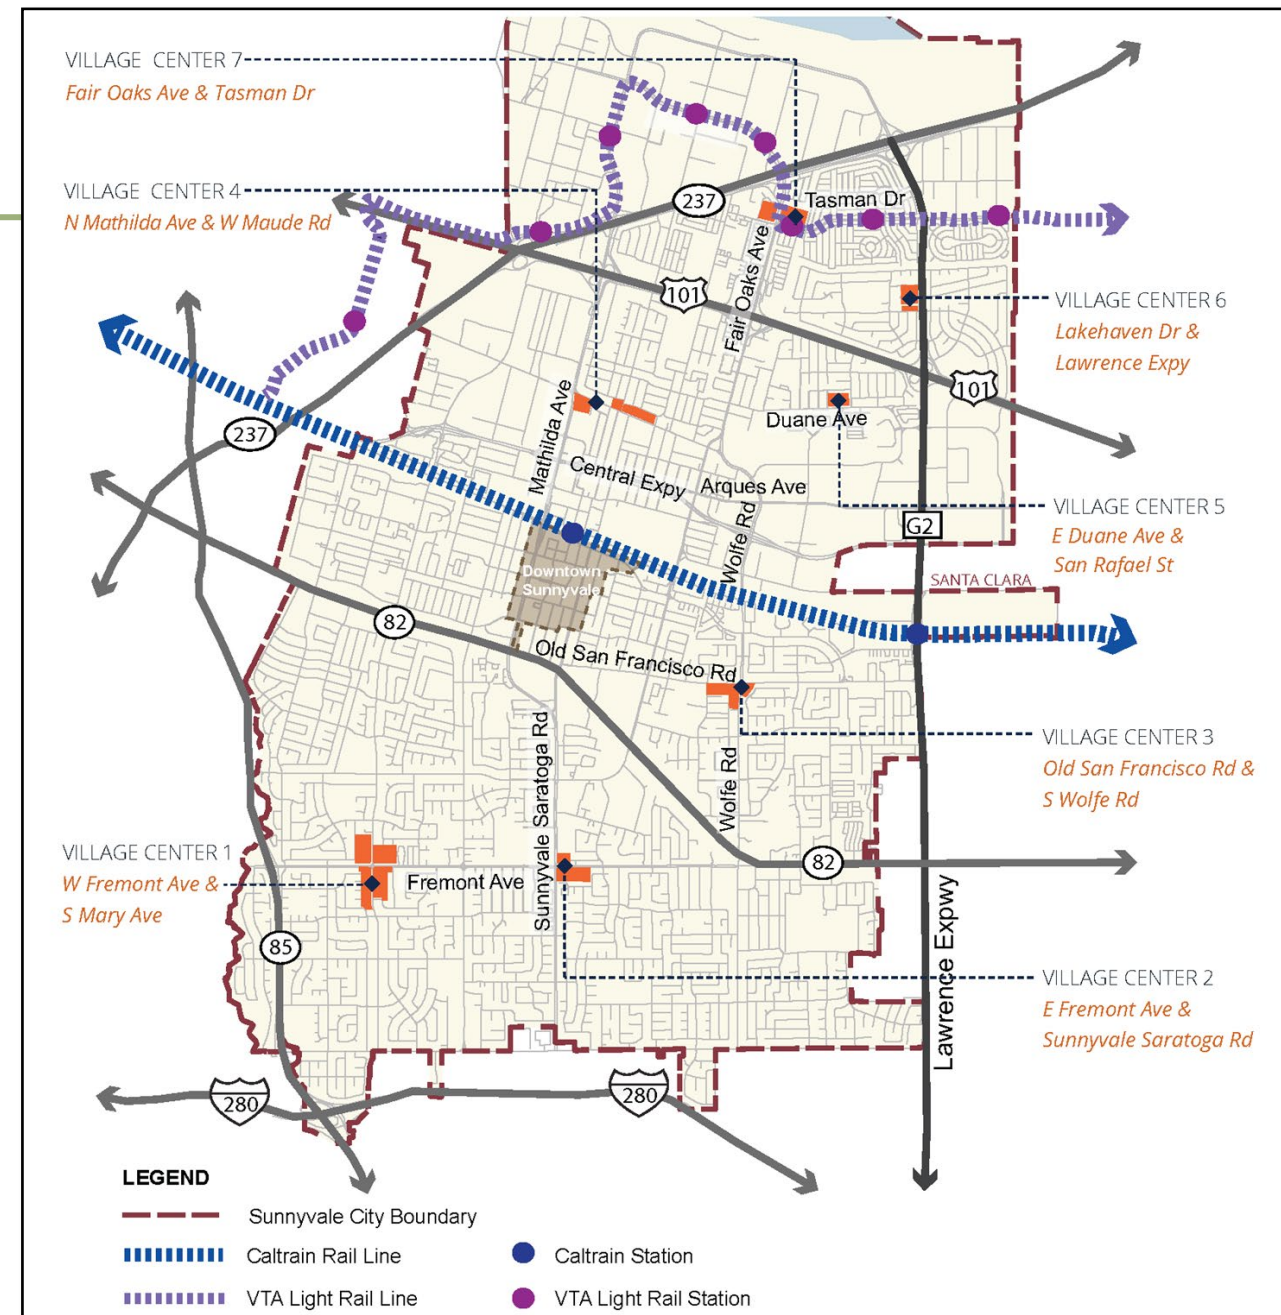 VILLAGE CENTER 7
Fair Oaks Ave & Tasman Dr
VILLAGE CENTER 4
N Mathilda Ave & W Maude Rd
237
Tasman Dr
Fair Oaks Ave
101
VILLAGE CENTER 6
Lakehaven Dr &
Lawrence Expy
101
Mathilda Ave
Duane Ave
237
Central Expy
Arques Ave
VILLAGE CENTER 5
E Duane Ave &
San Rafael St
G2
Wolfe Rd
Downtown
Sunnyvale
SANTA CLARA
82
Old San Francisco Rd
VILLAGE CENTER 3
Old San Francisco Rd &
S Wolfe Rd
Sunnyvale Saratoga Rd
Wolfe Rd
VILLAGE CENTER 1
W Fremont Ave &
S Mary Ave
Fremont Ave
82
85
Lawrence Expwy
VILLAGE CENTER 2
E Fremont Ave &
Sunnyvale Saratoga Rd
280
280
LEGEND
Sunnyvale City Boundary
Caltrain Rail Line
Caltrain Station
VTA Light Rail Line
VTA Light Rail Station